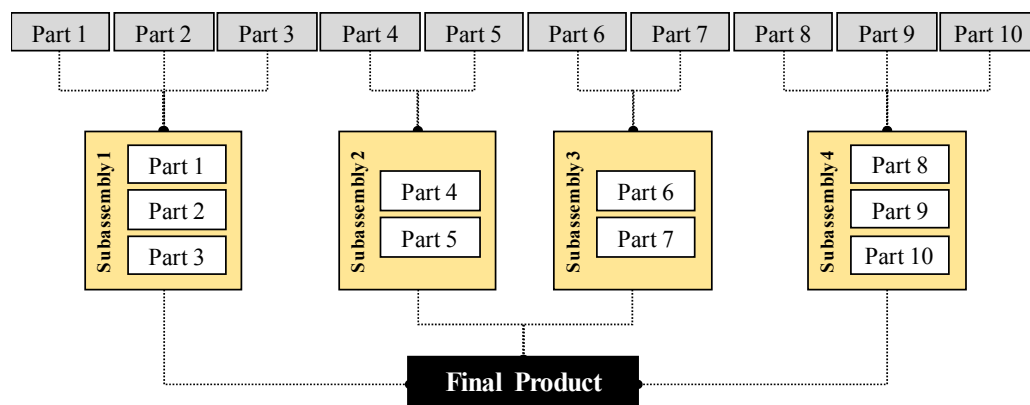 Part 1
Part 2
Part 3
Part 4
Part 5
Part 6
Part 7
Part 8
Part 9
Part 10
Subassembly 1
Part 1
Part 2
Part 3
Subassembly 2
Part 4
Part 5
Subassembly 3
Part 6
Part 7
Subassembly 4
Part 8
Part 9
Part 10
Final Product